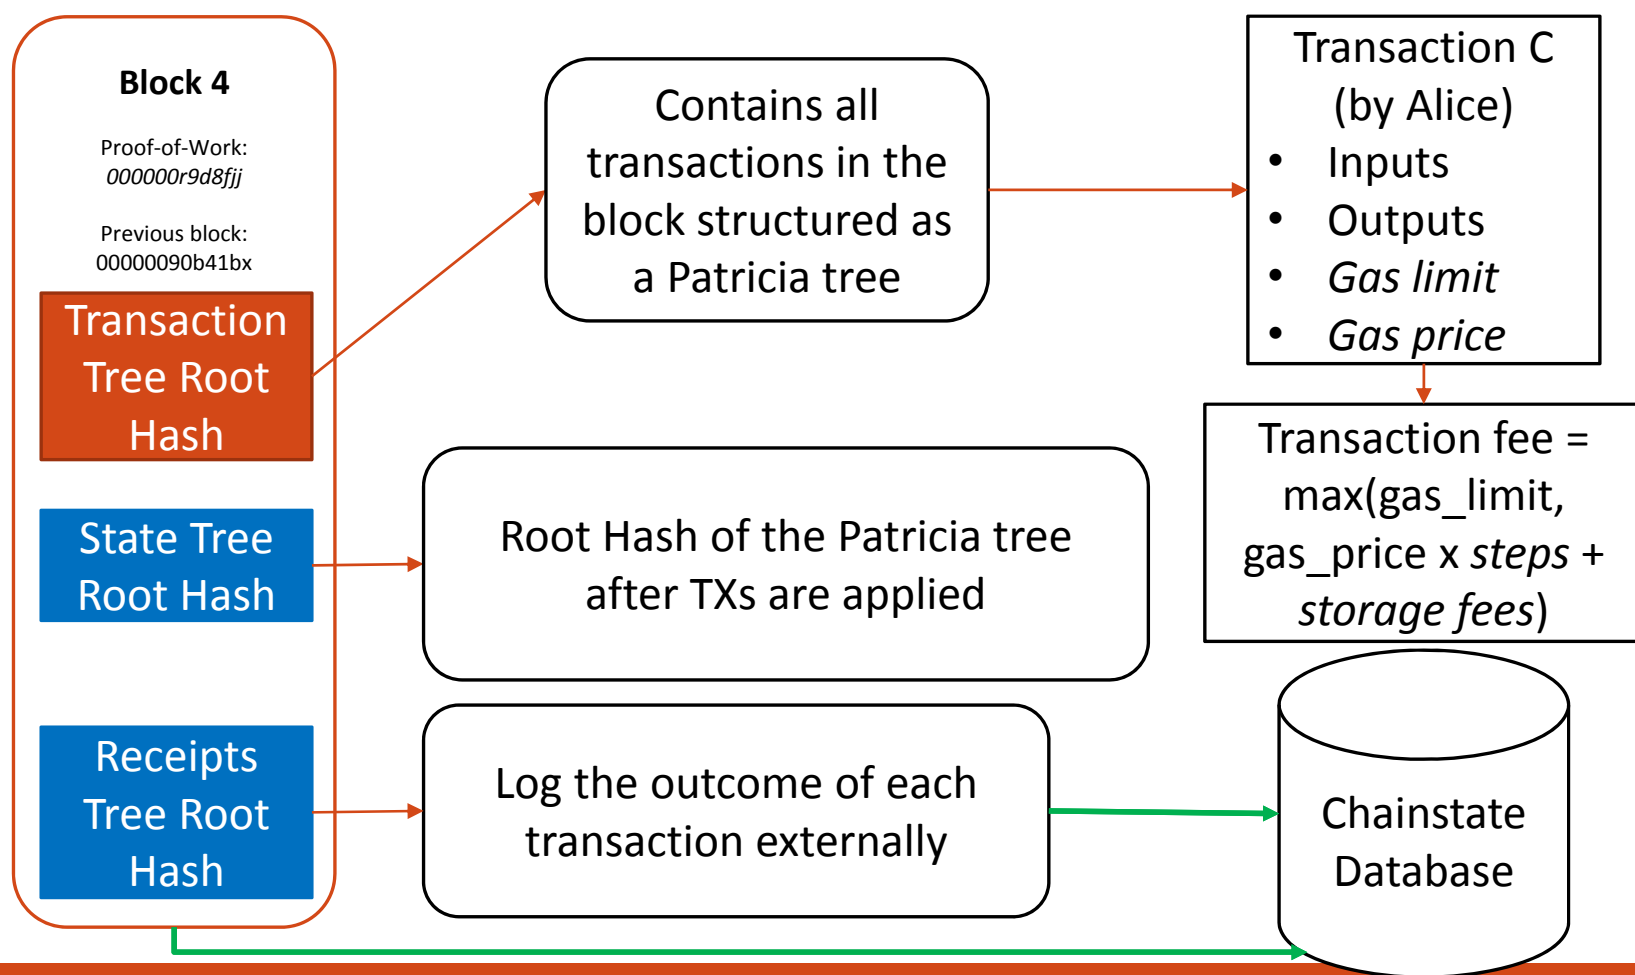 Block 4
Proof-of-Work:
000000r9d8fjj
Previous block:
00000090b41bx
Transaction
Tree Root
Hash
State Tree
Root Hash
Receipts
Tree Root
Hash
Contains all
transactions in the
block structured as
a Patricia tree
Root Hash of the Patricia tree
after TXs are applied
Log the outcome of each
transaction externally
Transaction C
(by Alice)
• Inputs
• Outputs
• Gas limit
• Gas price
Transaction fee =
max(gas_limit,
gas_price x steps +
storage fees)
Chainstate
Database